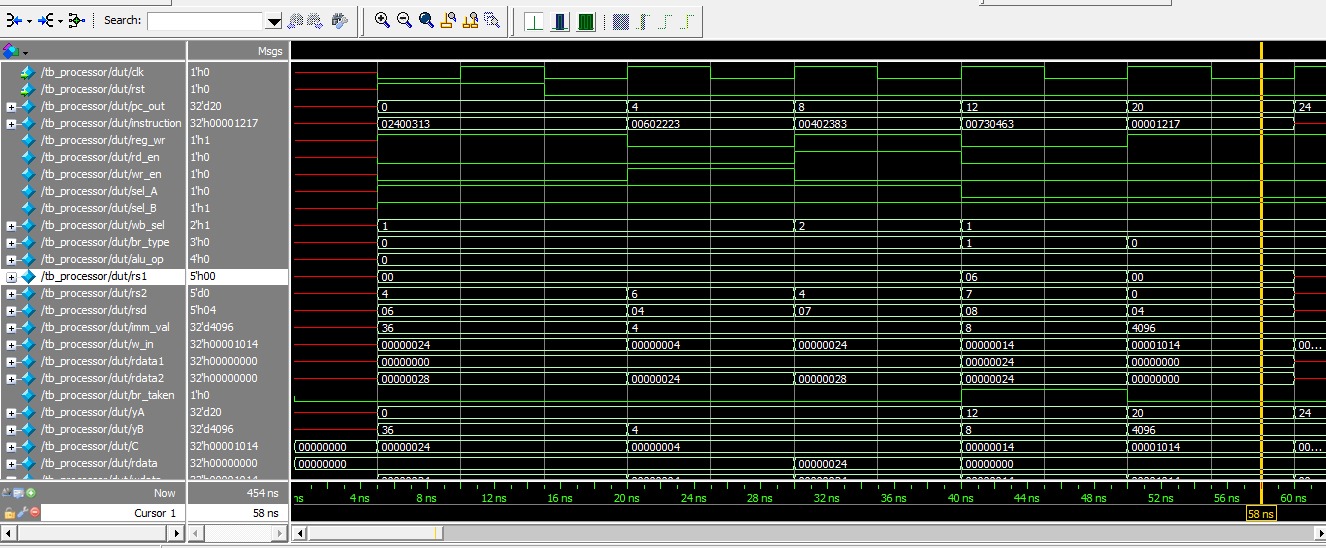 Search:
Msgs
/tb_processor/dut/clk 1'h0
/tb_processor/dut/rst 1'h0
/tb_processor/dut/pc_out 32'd20 0 4 8 12 20 24
/tb_processor/dut/instruction 32'h00001217 02400313 00602223 00402383 00730463 00001217
/tb_processor/dut/reg_wr 1'h1
/tb_processor/dut/rd_en 1'h0
/tb_processor/dut/wr_en 1'h0
/tb_processor/dut/sel_A 1'h0
/tb_processor/dut/sel_B 1'h1
/tb_processor/dut/wb_sel 2'h1 1 2 1
/tb_processor/dut/br_type 3'h0 0 1 0
/tb_processor/dut/alu_op 4'h0 0
/tb_processor/dut/rs1 5'h00 00 06 00
/tb_processor/dut/rs2 5'd0 4 6 4 7 0
/tb_processor/dut/rsd 5'h04 06 04 07 08 04
/tb_processor/dut/imm_val 32'd4096 36 4 8 4096
/tb_processor/dut/w_in 32'h00001014 00000024 00000004 00000024 00000014 00001014 00...
/tb_processor/dut/rdata1 32'h00000000 00000000 00000024 00000000
/tb_processor/dut/rdata2 32'h00000000 00000028 00000024 00000028 00000024 00000000
/tb_processor/dut/br_taken 1'h0
/tb_processor/dut/yA 32'd20 0 12 20 24
/tb_processor/dut/yB 32'd4096 36 4 8 4096
/tb_processor/dut/C 32'h00001014 00000000 00000024 00000004 00000014 00001014 00...
/tb_processor/dut/rdata 32'h00000000 00000000 00000024 00000000
Now 454 ns ns 4 ns 8 ns 12 ns 16 ns 20 ns 24 ns 28 ns 32 ns 36 ns 40 ns 44 ns 48 ns 52 ns 56 ns 60 ns
Cursor 1 58 ns 58 ns